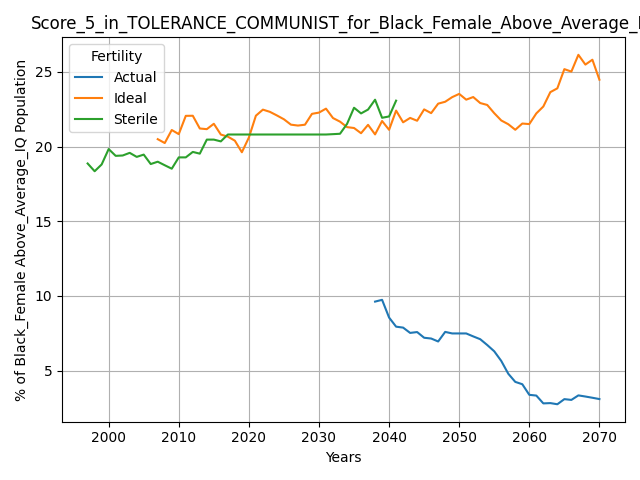 Score_5_in_TOLERANCE_COMMUNIST_for_Black_Female_Above_Average_
Fertility
Actual
Ideal
Sterile
% of Black_Female Above_Average_IQ Population
25
20
15
10
5
2000 2010 2020 2030 2040 2050 2060 2070
Years